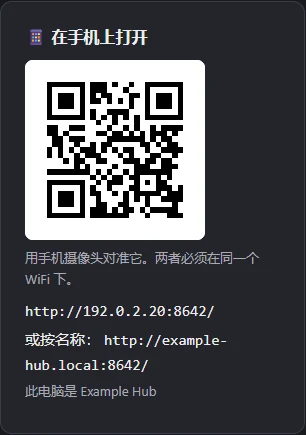 在手机上打开
用手机摄像头对准它。两者必须在同一个
WiFi 下。
http://192.0.2.20:8642/
或按名称： http://example-
hub.local:8642/
此电脑是 Example Hub